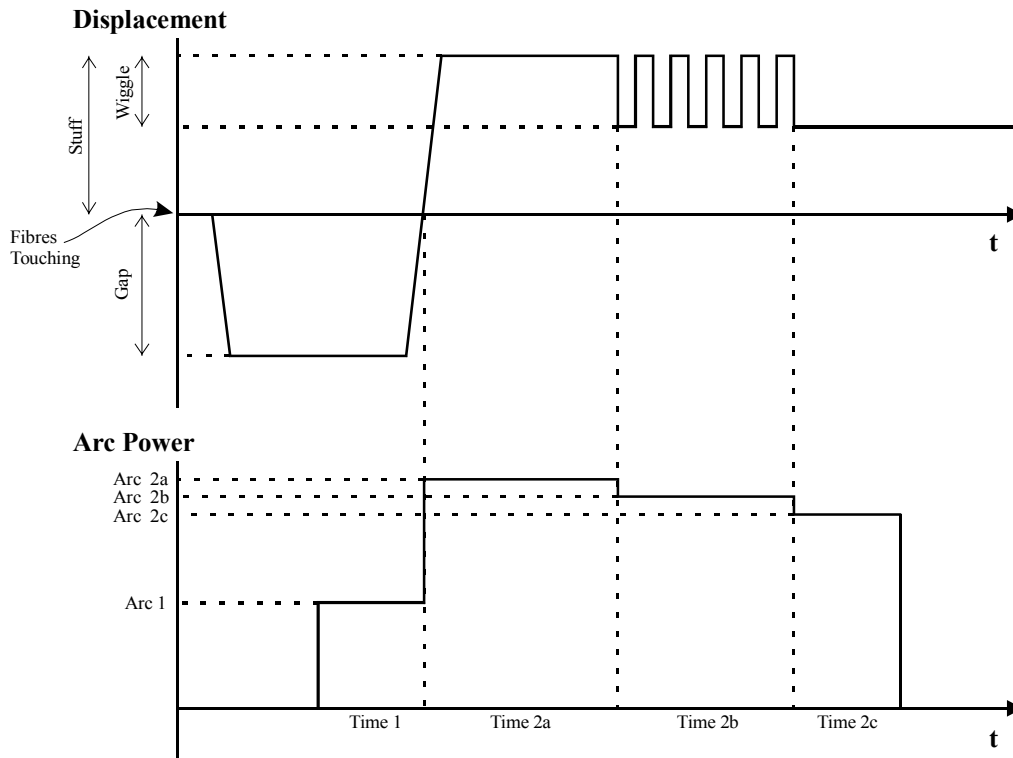 Displacement
Wiggle
Stuff
Fibres
Touching
Gap
t
Arc Power
Arc 2a
Arc 2b
Arc 2c
Arc 1
Time 1
Time 2a
Time 2b
Time 2c
t